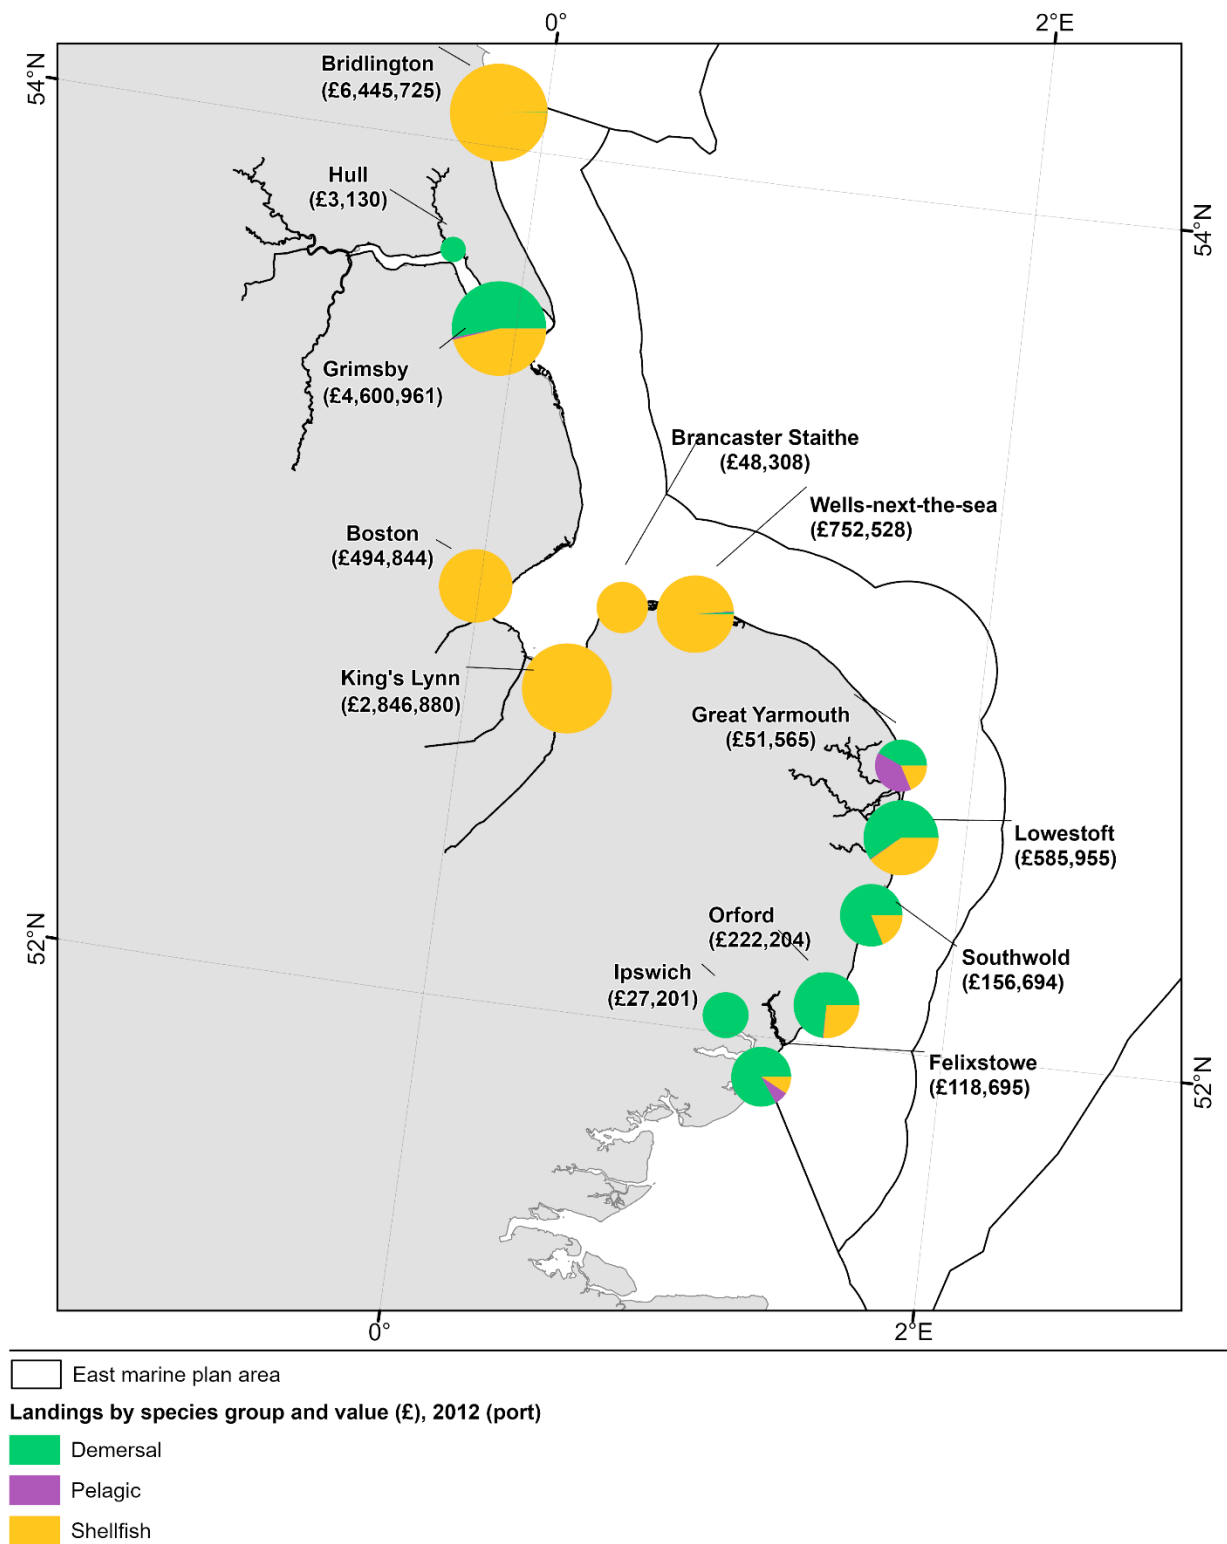 0°
2°E
54°N
Bridlington
(£6,445,725)
Hull
(£3,130)
54°N
Grimsby
(£4,600,961)
Brancaster Staithe
(£48,308)
Wells-next-the-sea
(£752,528)
Boston
(£494,844)
King's Lynn
(£2,846,880)
Great Yarmouth
(£51,565)
Lowestoft
(£585,955)
52°N
Orford
(£222,204)
Southwold
(£156,694)
Ipswich
(£27,201)
Felixstowe
(£118,695)
52°N
0°
2°E
East marine plan area
Landings by species group and value (£), 2012 (port)
Demersal
Pelagic
Shellfish